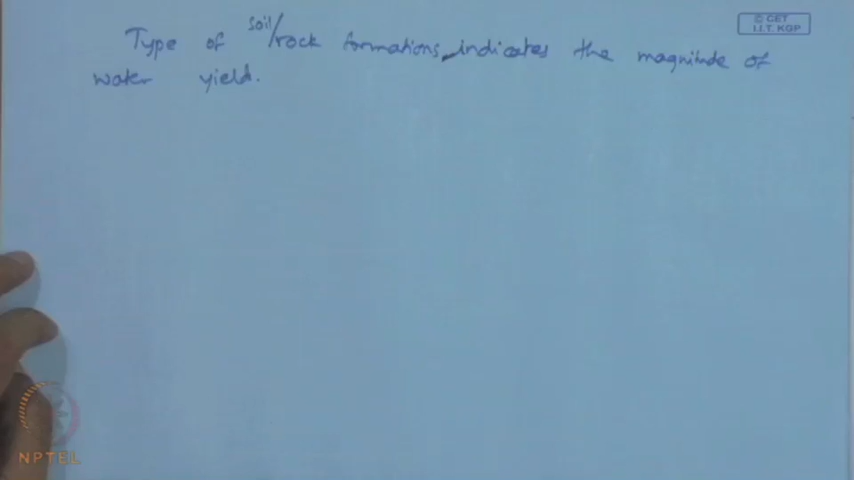 © CET
I.I.T. KGP
Type of soil/rock formations indicates the magnitude of
water yield.
NPTEL